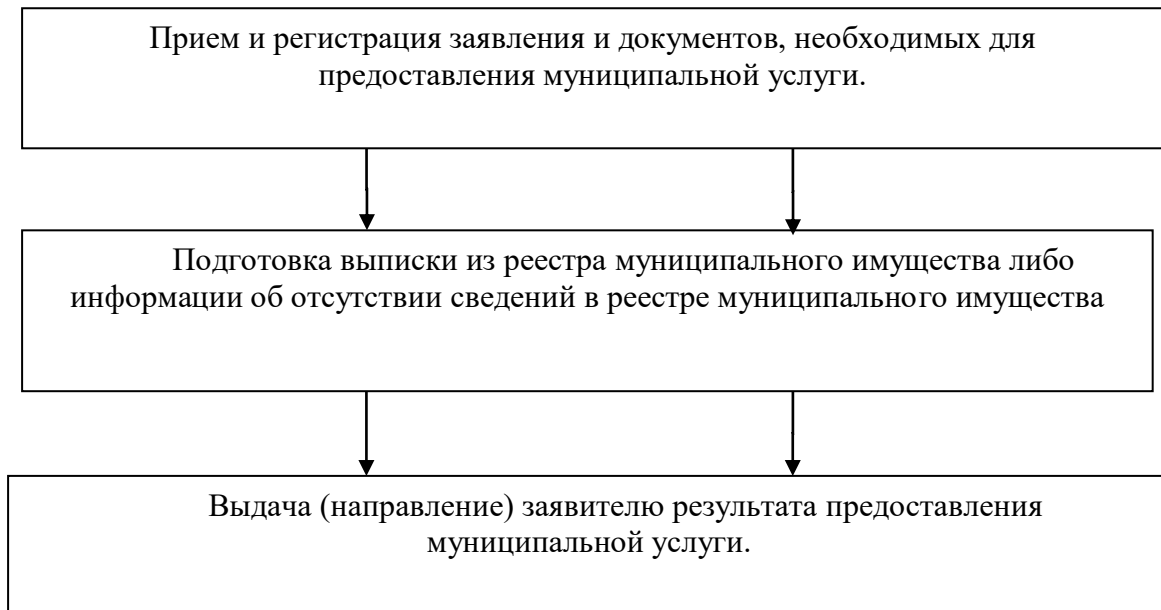 Прием и регистрация заявления и документов, необходимых для
предоставления муниципальной услуги.
Подготовка выписки из реестра муниципального имущества либо
информации об отсутствии сведений в реестре муниципального имущества
Выдача (направление) заявителю результата предоставления
муниципальной услуги.